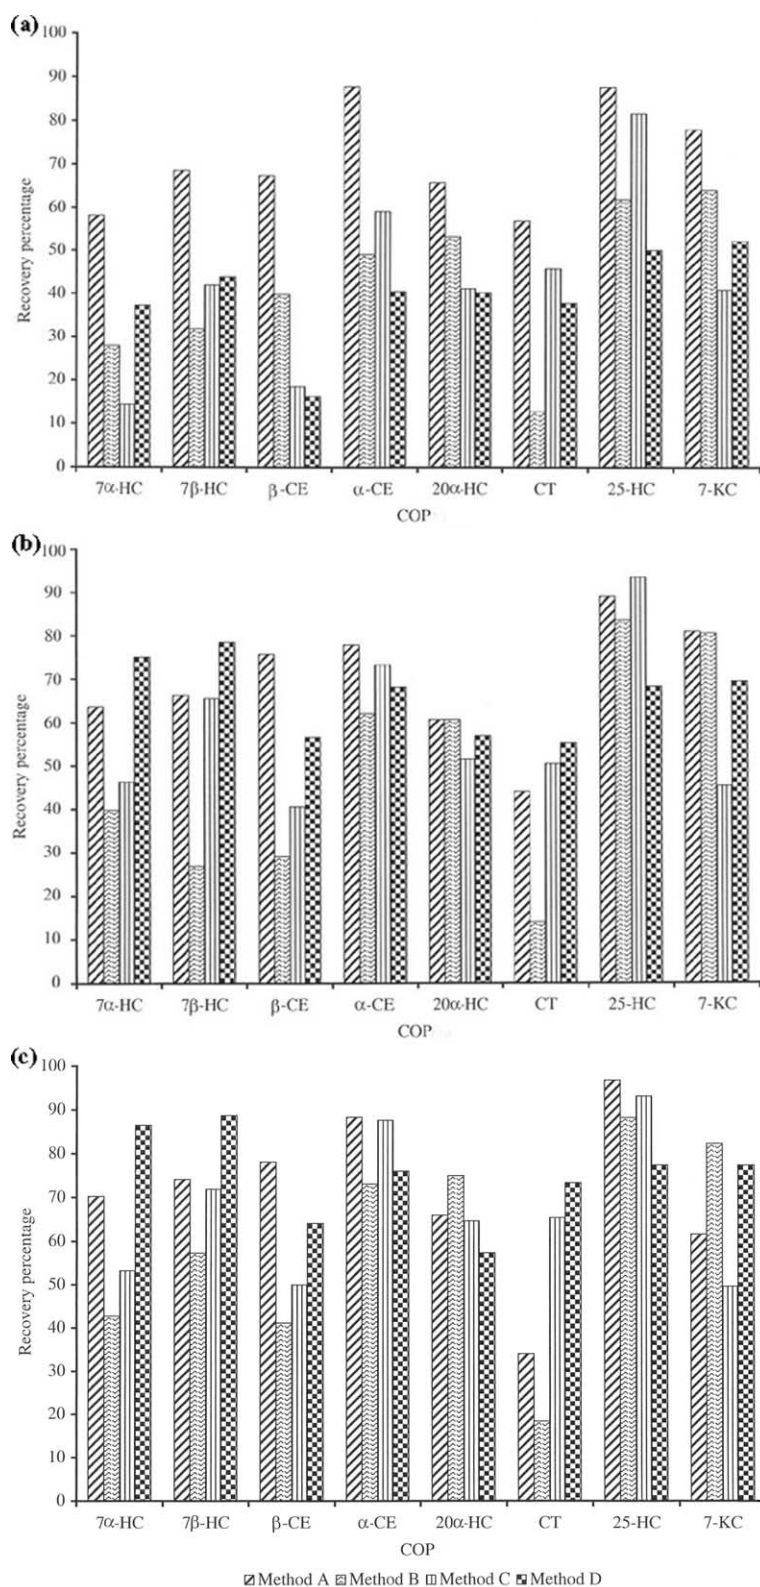 (a)
100
90
80
70
60
50
40
30
20
10
0
Recovery percentage
7α-HC 7β-HC β-CE α-CE 20α-HC CT 25-HC 7-KC
COP
(b)
100
90
80
70
60
50
40
30
20
10
0
Recovery percentage
7α-HC 7β-HC β-CE α-CE 20α-HC CT 25-HC 7-KC
COP
(c)
100
90
80
70
60
50
40
30
20
10
0
Recovery percentage
7α-HC 7β-HC β-CE α-CE 20α-HC CT 25-HC 7-KC
COP
Method A Method B Method C Method D